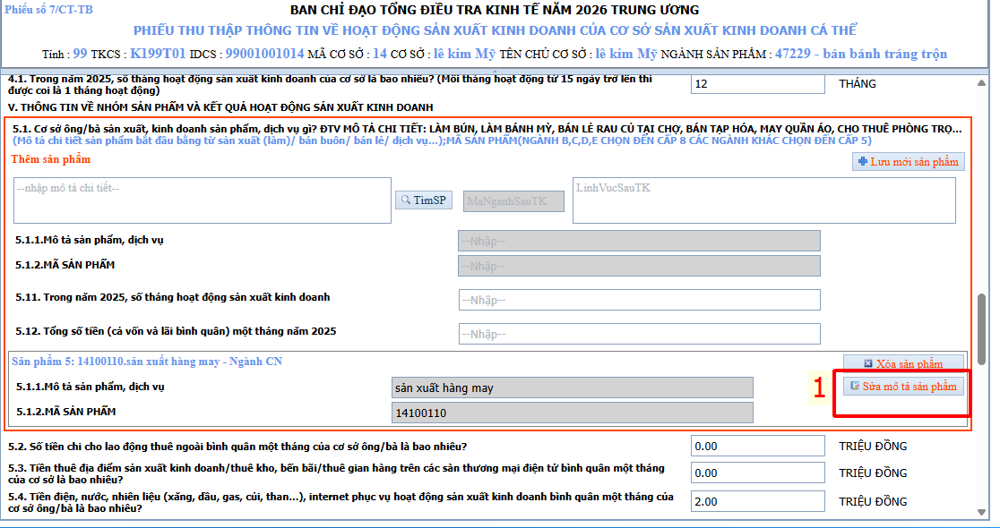 Phiếu số 7/CT-TB
BAN CHỈ ĐẠO TỔNG ĐIỀU TRA KINH TẾ NĂM 2026 TRUNG ƯƠNG
PHIẾU THU THẬP THÔNG TIN VỀ HOẠT ĐỘNG SẢN XUẤT KINH DOANH CỦA CƠ SỞ SẢN XUẤT KINH DOANH CÁ THỂ
Tỉnh : 99 TKCS : K199T01 IDCS : 99001001014 MÃ CƠ SỞ : 14 CƠ SỞ : lê kim Mỹ TÊN CHỦ CƠ SỞ : lê kim Mỹ NGÀNH SẢN PHẨM : 47229 - bán bánh tráng trộn
4.1. Trong năm 2025, số tháng hoạt động sản xuất kinh doanh của cơ sở là bao nhiêu? (Mỗi tháng hoạt động từ 15 ngày trở lên thì
được coi là 1 tháng hoạt động)
12 THÁNG
V. THÔNG TIN VỀ NHÓM SẢN PHẨM VÀ KẾT QUẢ HOẠT ĐỘNG SẢN XUẤT KINH DOANH
5.1. Cơ sở ông/bà sản xuất, kinh doanh sản phẩm, dịch vụ gì? ĐTV MÔ TẢ CHI TIẾT: LÀM BÚN, LÀM BÁNH MỲ, BÁN LẺ RAU CỦ TẠI CHỢ, BÁN TẠP HÓA, MAY QUẦN ÁO, CHO THUÊ PHÒNG TRỌ...
(Mô tả chi tiết sản phẩm bắt đầu bằng từ sản xuất (làm)/ bán buôn/ bán lẻ/ dịch vụ...);MÃ SẢN PHẨM(NGÀNH B,C,D,E CHỌN ĐẾN CẤP 8 CÁC NGÀNH KHÁC CHỌN ĐẾN CẤP 5)
Thêm sản phẩm
Lưu mới sản phẩm
--nhập mô tả chi tiết--
TìmSP
MaNganhSauTK
LinhVucSauTK
5.1.1.Mô tả sản phẩm, dịch vụ
--Nhập--
5.1.2.MÃ SẢN PHẨM
--Nhập--
5.11. Trong năm 2025, số tháng hoạt động sản xuất kinh doanh
--Nhập--
5.12. Tổng số tiền (cả vốn và lãi bình quân) một tháng năm 2025
--Nhập--
Sản phẩm 5: 14100110.sản xuất hàng may - Ngành CN
Xóa sản phẩm
5.1.1.Mô tả sản phẩm, dịch vụ
sản xuất hàng may
1
Sửa mô tả sản phẩm
5.1.2.MÃ SẢN PHẨM
14100110
5.2. Số tiền chi cho lao động thuê ngoài bình quân một tháng của cơ sở ông/bà là bao nhiêu?
0.00 TRIỆU ĐỒNG
5.3. Tiền thuê địa điểm sản xuất kinh doanh/thuê kho, bến bãi/thuê gian hàng trên các sàn thương mại điện tử bình quân một tháng
của cơ sở là bao nhiêu?
0.00 TRIỆU ĐỒNG
5.4. Tiền điện, nước, nhiên liệu (xăng, dầu, gas, củi, than...), internet phục vụ hoạt động sản xuất kinh doanh bình quân một tháng của
cơ sở ông/bà là bao nhiêu?
2.00 TRIỆU ĐỒNG